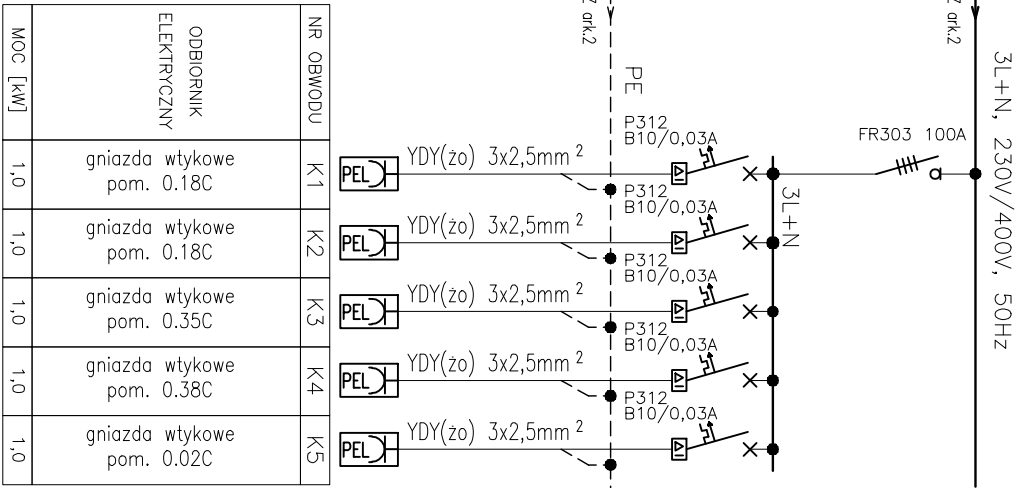 3L+N, 230V/400V, 50Hz
z ark.2
z ark.2
FR303 100A
3L+N
PE
P312
B10/0,03A
P312
B10/0,03A
P312
B10/0,03A
P312
B10/0,03A
P312
B10/0,03A
YDY(żo) 3x2,5mm²
YDY(żo) 3x2,5mm²
YDY(żo) 3x2,5mm²
YDY(żo) 3x2,5mm²
YDY(żo) 3x2,5mm²
PEL
PEL
PEL
PEL
PEL
NR OBWODU
K1
K2
K3
K4
K5
ODBIORNIK
ELEKTRYCZNY
gniazda wtykowe
pom. 0.18C
gniazda wtykowe
pom. 0.18C
gniazda wtykowe
pom. 0.35C
gniazda wtykowe
pom. 0.38C
gniazda wtykowe
pom. 0.02C
MOC [kW]
1,0
1,0
1,0
1,0
1,0